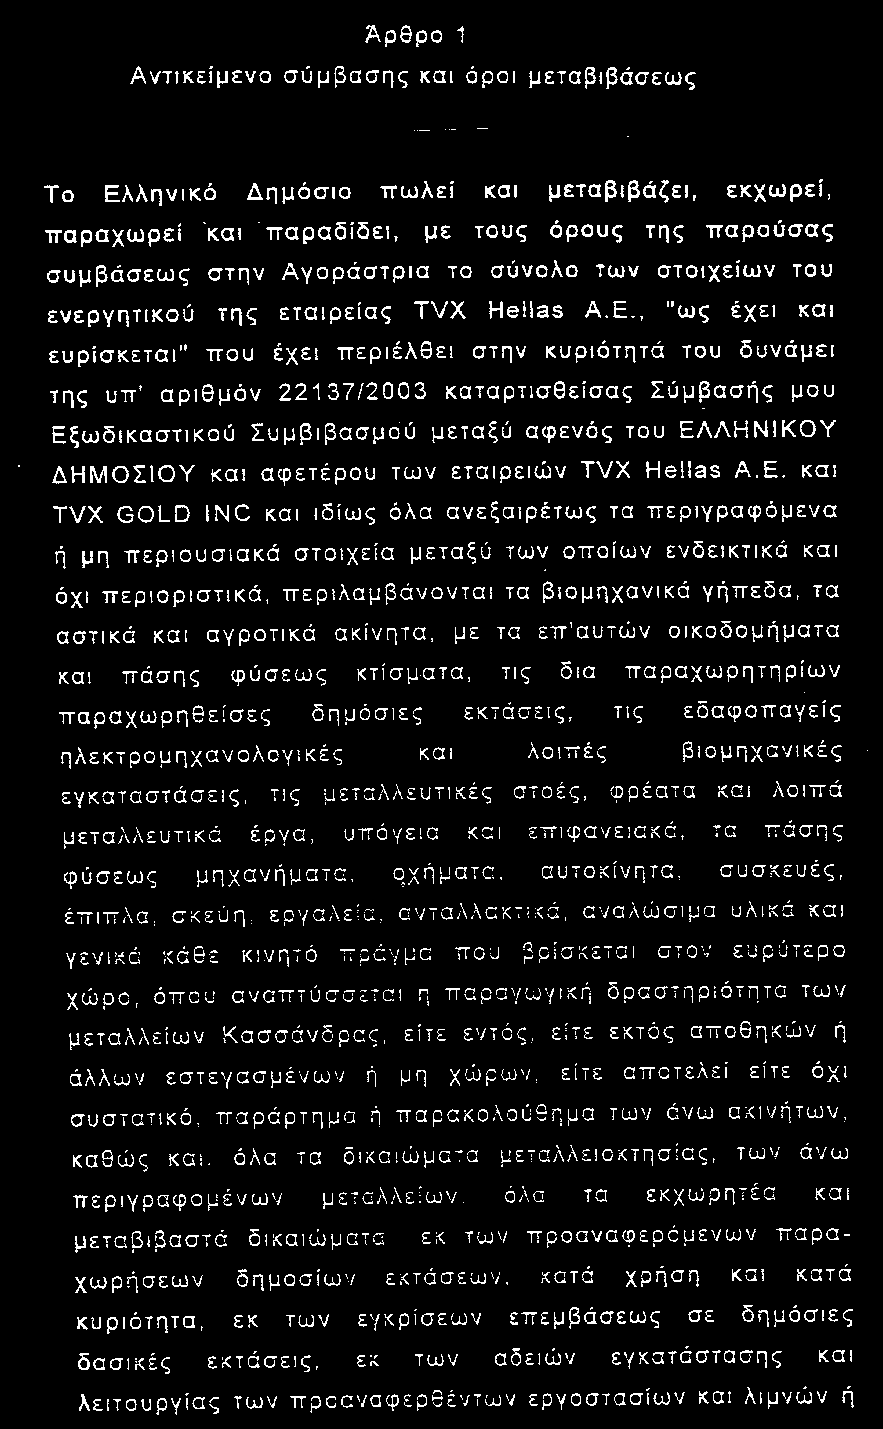 Άρθρο 1
Αντικείμενο σύμβασης και όροι μεταβιβάσεως
Το Ελληνικό Δημόσιο πωλεί και μεταβιβάζει, εκχωρεί,
παραχωρεί και παραδίδει, με τους όρους της παρούσας
συμβάσεως στην Αγοράστρια το σύνολο των στοιχείων του
ενεργητικού της εταιρείας TVX Hellas A.E., "ως έχει και
ευρίσκεται" που έχει περιέλθει στην κυριότητά του δυνάμει
της υπ' αριθμόν 22137/2003 καταρτισθείσας Σύμβασής μου
Εξωδικαστικού Συμβιβασμού μεταξύ αφενός του ΕΛΛΗΝΙΚΟΥ
ΔΗΜΟΣΙΟΥ και αφετέρου των εταιρειών TVX Hellas A.E. και
TVX GOLD INC και ιδίως όλα ανεξαιρέτως τα περιγραφόμενα
ή μη περιουσιακά στοιχεία μεταξύ των οποίων ενδεικτικά και
όχι περιοριστικά, περιλαμβάνονται τα βιομηχανικά γήπεδα, τα
αστικά και αγροτικά ακίνητα, με τα επ'αυτών οικοδομήματα
και πάσης φύσεως κτίσματα, τις δια παραχωρητηρίων
παραχωρηθείσες δημόσιες εκτάσεις, τις εδαφοπαγείς
ηλεκτρομηχανολογικές και λοιπές βιομηχανικές
εγκαταστάσεις, τις μεταλλευτικές στοές, φρέατα και λοιπά
μεταλλευτικά έργα, υπόγεια και επιφανειακά, τα πάσης
φύσεως μηχανήματα, οχήματα, αυτοκίνητα, συσκευές,
έπιπλα, σκεύη, εργαλεία, ανταλλακτικά, αναλώσιμα υλικά και
γενικά κάθε κινητό πράγμα που βρίσκεται στον ευρύτερο
χώρο, όπου αναπτύσσεται η παραγωγική δραστηριότητα των
μεταλλείων Κασσάνδρας, είτε εντός, είτε εκτός αποθηκών ή
άλλων εστεγασμένων ή μη χώρων, είτε αποτελεί είτε όχι
συστατικό, παράρτημα ή παρακολούθημα των άνω ακινήτων,
καθώς και, όλα τα δικαιώματα μεταλλειοκτησίας, των άνω
περιγραφομένων μεταλλείων, όλα τα εκχωρητέα και
μεταβιβαστά δικαιώματα εκ των προαναφερόμενων παρα-
χωρήσεων δημοσίων εκτάσεων, κατά χρήση και κατά
κυριότητα, εκ των εγκρίσεων επεμβάσεως σε δημόσιες
δασικές εκτάσεις, εκ των αδειών εγκατάστασης και
λειτουργίας των προαναφερθέντων εργοστασίων και λιμνών ή